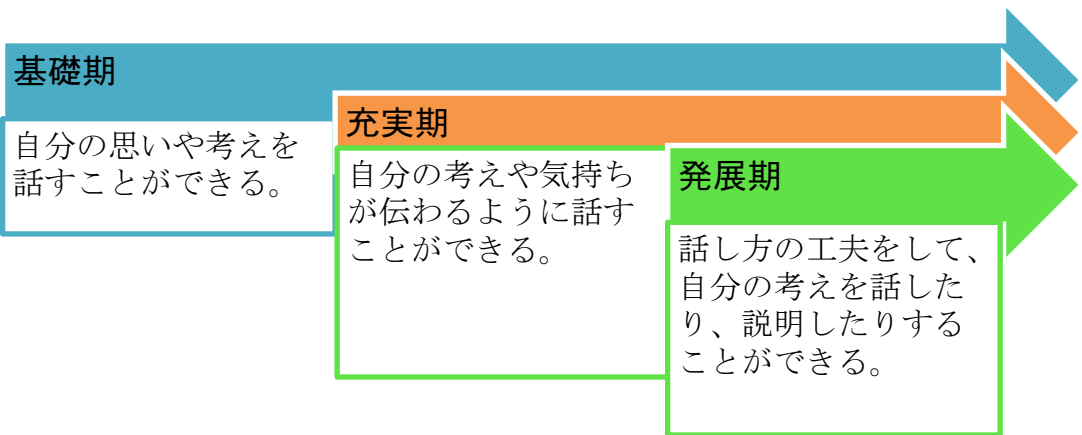 基礎期
自分の思いや考えを
話すことができる。
充実期
自分の考えや気持ち
が伝わるように話す
ことができる。
発展期
話し方の工夫をして、
自分の考えを話した
り、説明したりする
ことができる。